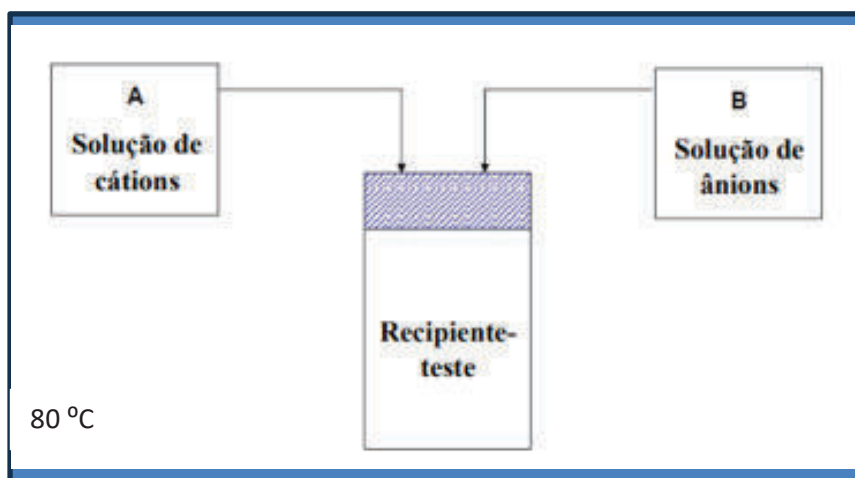 A
Solução de
cátions
B
Solução de
ânions
Recipiente-
teste
80 ºC